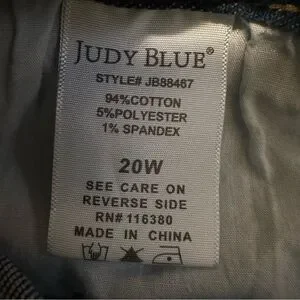 JUDY BLUE®
STYLE# JB88467
94%COTTON
5%POLYESTER
1% SPANDEX
20W
SEE CARE ON
REVERSE SIDE
RN# 116380
MADE IN CHINA